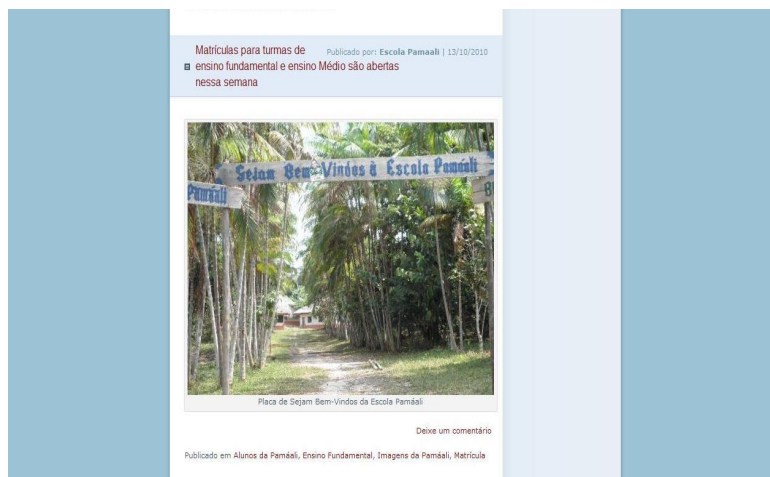 Matrículas para turmas de
ensino fundamental e ensino Médio são abertas
nessa semana
Publicado por: Escola Pamaali | 13/10/2010
Sejam Bem-Vindos à Escola Pamáali
Pamáali
Placa de Sejam Bem-Vindos da Escola Pamáali
Deixe um comentário
Publicado em Alunos da Pamáali, Ensino Fundamental, Imagens da Pamáali, Matrícula